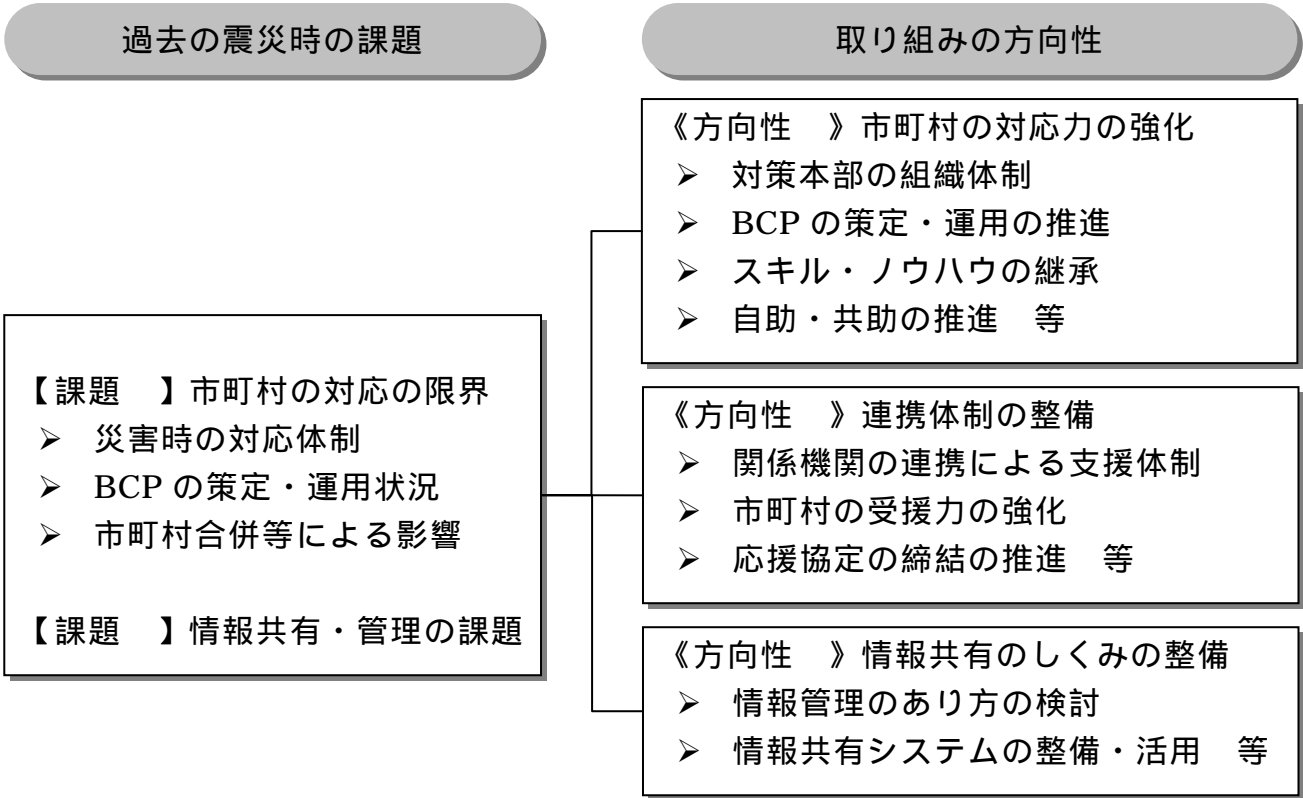 過去の震災時の課題
【課題　】市町村の対応の限界
➢ 災害時の対応体制
➢ BCP の策定・運用状況
➢ 市町村合併等による影響
【課題　】情報共有・管理の課題
取り組みの方向性
《方向性　》市町村の対応力の強化
➢ 対策本部の組織体制
➢ BCP の策定・運用の推進
➢ スキル・ノウハウの継承
➢ 自助・共助の推進　等
《方向性　》連携体制の整備
➢ 関係機関の連携による支援体制
➢ 市町村の受援力の強化
➢ 応援協定の締結の推進　等
《方向性　》情報共有のしくみの整備
➢ 情報管理のあり方の検討
➢ 情報共有システムの整備・活用　等